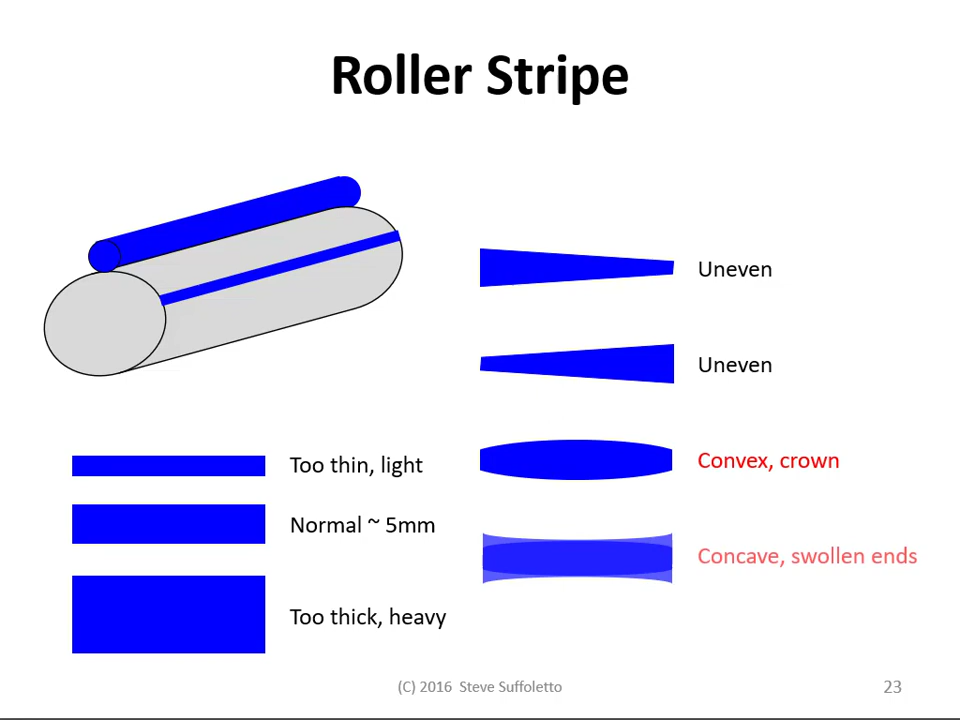 Roller Stripe
Uneven
Uneven
Too thin, light
Convex, crown
Normal ~ 5mm
Concave, swollen ends
Too thick, heavy
(C) 2016 Steve Suffoletto
23